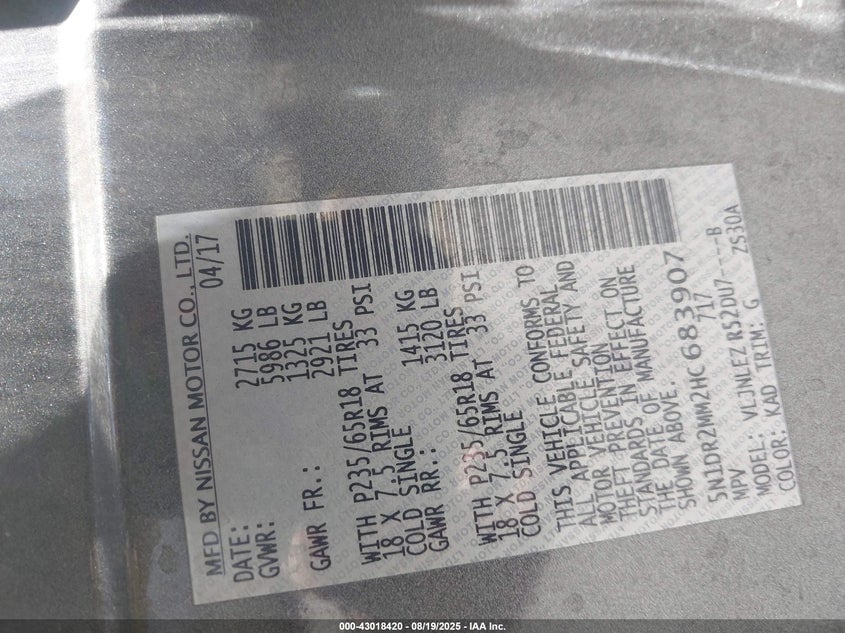 MFD BY NISSAN MOTOR CO., LTD.
DATE: 04/17
GVWR: 2715 KG
5986 LB
GAWR FR.: 1325 KG
2921 LB
WITH P235/65R18 TIRES
18 X 7.5 RIMS AT 33 PSI
COLD SINGLE
GAWR RR.: 1415 KG
3120 LB
WITH P235/65R18 TIRES
18 X 7.5 RIMS AT 33 PSI
COLD SINGLE
THIS VEHICLE CONFORMS TO
ALL APPLICABLE FEDERAL
MOTOR VEHICLE SAFETY AND
THEFT PREVENTION
STANDARDS IN EFFECT ON
THE DATE OF MANUFACTURE
SHOWN ABOVE.
5N1DR2MM2HC683907
MPV 717
MODEL: VLJNLEZ R52DU7----B
COLOR: KAD TRIM: G ZS30A
000-43018420 - 08/19/2025 - IAA Inc.